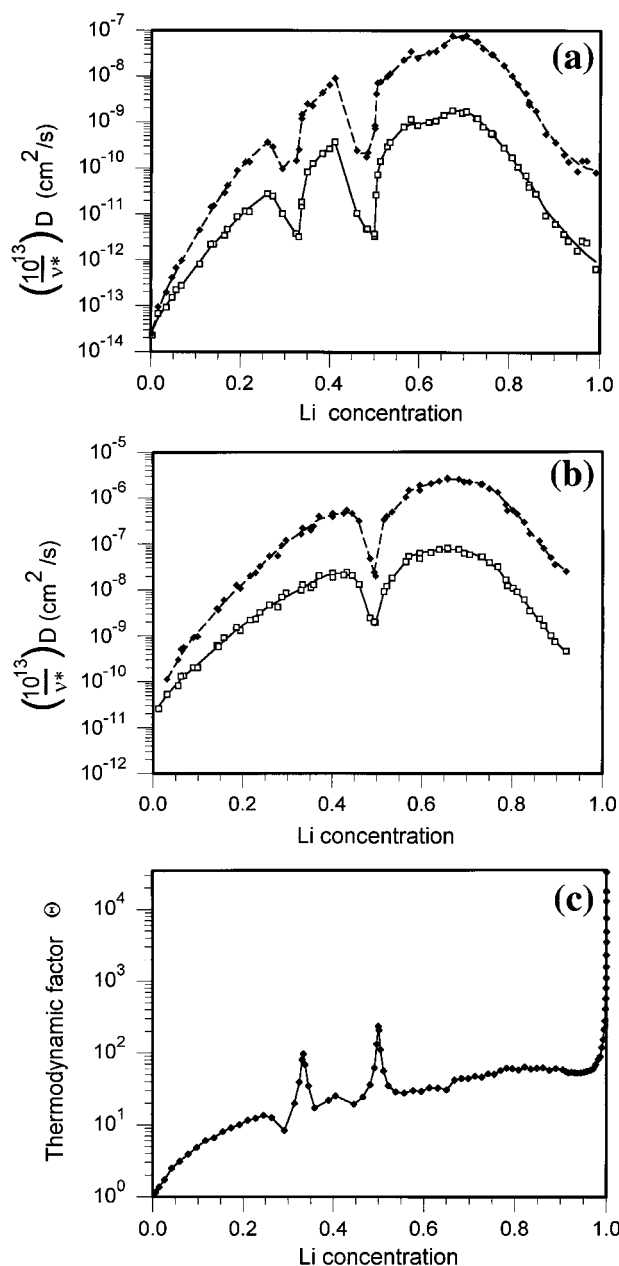 (a)
10⁻⁷
10⁻⁸
10⁻⁹
10⁻¹⁰
10⁻¹¹
10⁻¹²
10⁻¹³
10⁻¹⁴
(10¹³/ν*) D (cm²/s)
0.0 0.2 0.4 0.6 0.8 1.0
Li concentration
(b)
10⁻⁵
10⁻⁶
10⁻⁷
10⁻⁸
10⁻⁹
10⁻¹⁰
10⁻¹¹
10⁻¹²
(10¹³/ν*) D (cm²/s)
0.0 0.2 0.4 0.6 0.8 1.0
Li concentration
(c)
10⁴
10³
10²
10¹
10⁰
Thermodynamic factor Θ
0.0 0.2 0.4 0.6 0.8 1.0
Li concentration